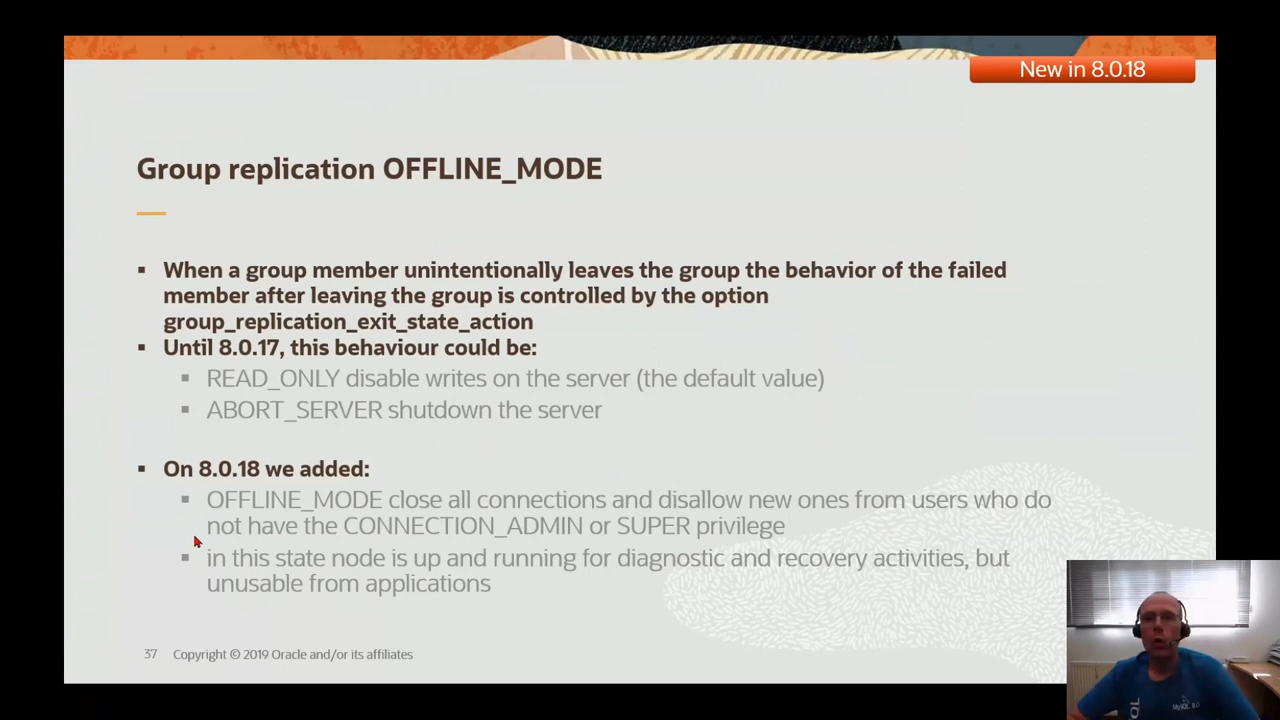 New in 8.0.18
Group replication OFFLINE_MODE
▪ When a group member unintentionally leaves the group the behavior of the failed
member after leaving the group is controlled by the option
group_replication_exit_state_action
▪ Until 8.0.17, this behaviour could be:
▪ READ_ONLY disable writes on the server (the default value)
▪ ABORT_SERVER shutdown the server
▪ On 8.0.18 we added:
▪ OFFLINE_MODE close all connections and disallow new ones from users who do
not have the CONNECTION_ADMIN or SUPER privilege
▪ in this state node is up and running for diagnostic and recovery activities, but
unusable from applications
37 Copyright © 2019 Oracle and/or its affiliates
MySQL 8.0